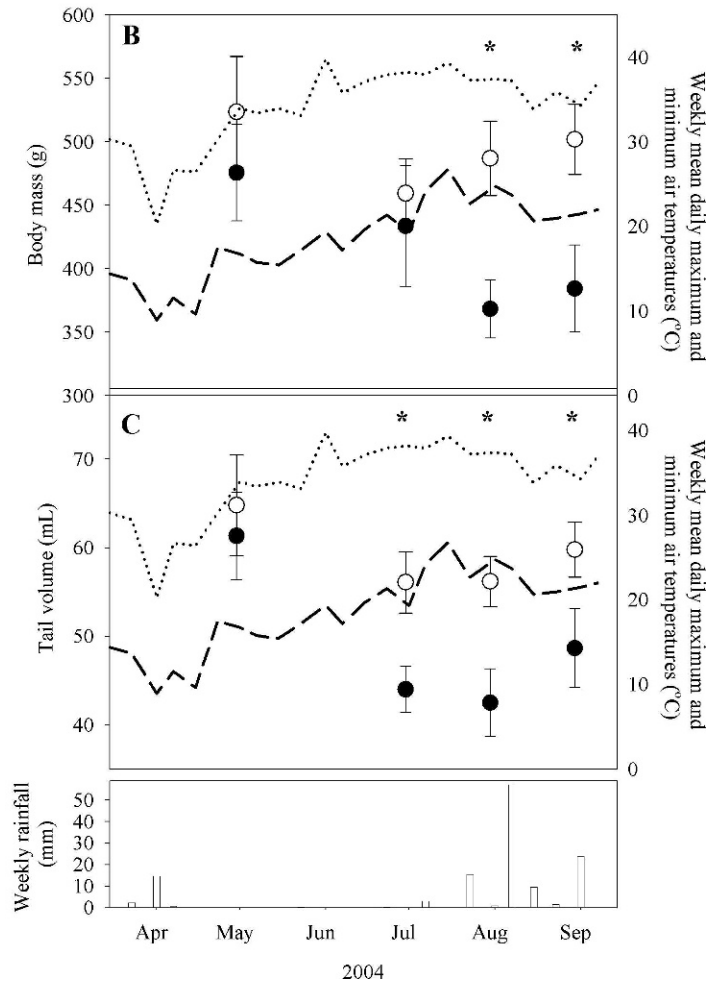 600
B
* *
40
550
500
30
450
20
400
10
350
300
0
Body mass (g)
Weekly mean daily maximum and
minimum air temperatures (°C)
C
* * *
40
70
60
30
50
20
40
10
0
Tail volume (mL)
Weekly mean daily maximum and
minimum air temperatures (°C)
50
40
30
20
10
0
Weekly rainfall
(mm)
Apr May Jun Jul Aug Sep
2004